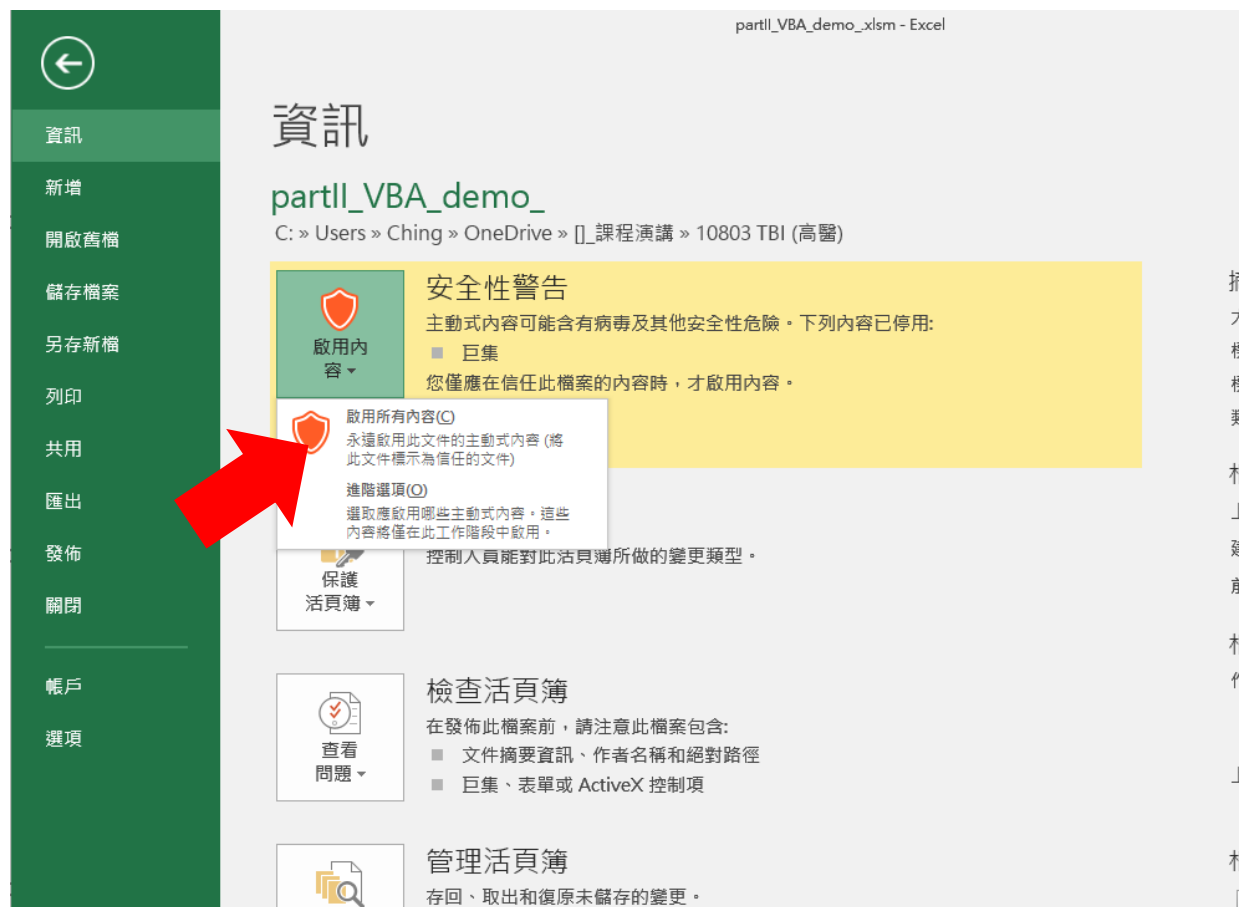 partII_VBA_demo_.xlsm - Excel
資訊
新增
開啟舊檔
儲存檔案
另存新檔
列印
共用
匯出
發佈
關閉
帳戶
選項
資訊
partII_VBA_demo_
C: » Users » Ching » OneDrive » []_課程演講 » 10803 TBI (高醫)
啟用內
容
安全性警告
主動式內容可能含有病毒及其他安全性危險。下列內容已停用:
巨集
您僅應在信任此檔案的內容時，才啟用內容。
啟用所有內容(C)
永遠啟用此文件的主動式內容 (將
此文件標示為信任的文件)
進階選項(O)
選取應啟用哪些主動式內容。這些
內容將僅在此工作階段中啟用。
控制人員能對此活頁簿所做的變更類型。
保護
活頁簿
查看
問題
檢查活頁簿
在發佈此檔案前，請注意此檔案包含:
文件摘要資訊、作者名稱和絕對路徑
巨集、表單或 ActiveX 控制項
管理活頁簿
存回、取出和復原未儲存的變更。